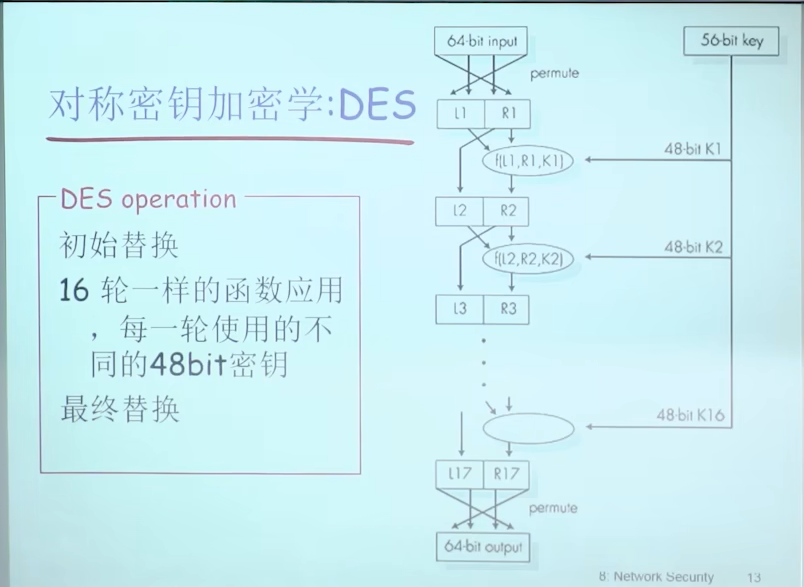 对称密钥加密学:DES
DES operation
初始替换
16 轮一样的函数应用
，每一轮使用的不
同的48bit密钥
最终替换
64-bit input
56-bit key
permute
L1 R1
48-bit K1
f(L1,R1,K1)
L2 R2
48-bit K2
f(L2,R2,K2)
L3 R3
48-bit K16
L17 R17
permute
64-bit output
8: Network Security 13